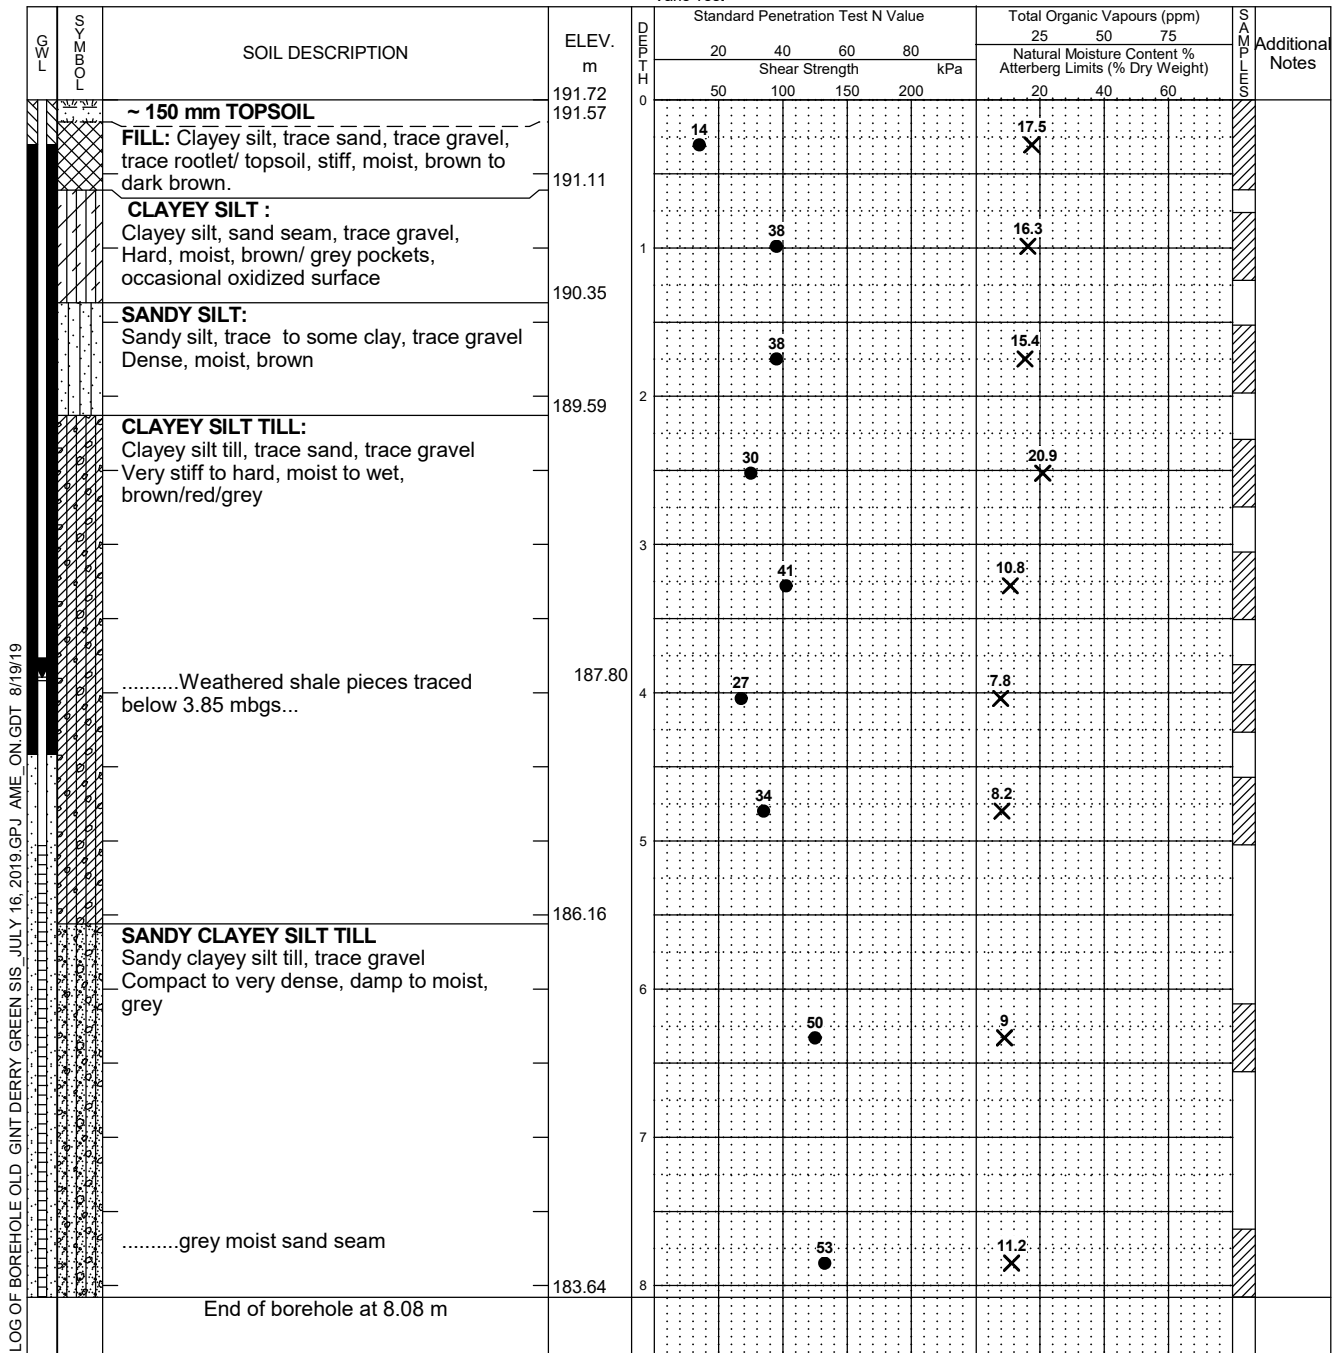 Standard Penetration Test N Value
Total Organic Vapours (ppm)
GWL
SYMBOL
SOIL DESCRIPTION
ELEV.
m
DEPTH
20 40 60 80
25 50 75
SAMPLES
Additional
Notes
Shear Strength kPa
Natural Moisture Content %
Atterberg Limits (% Dry Weight)
50 100 150 200
20 40 60
191.72
0
~ 150 mm TOPSOIL
191.57
FILL: Clayey silt, trace sand, trace gravel,
trace rootlet/ topsoil, stiff, moist, brown to
dark brown.
14
17.5
191.11
CLAYEY SILT :
Clayey silt, sand seam, trace gravel,
Hard, moist, brown/ grey pockets,
occasional oxidized surface
38
16.3
1
190.35
SANDY SILT:
Sandy silt, trace to some clay, trace gravel
Dense, moist, brown
38
15.4
2
189.59
CLAYEY SILT TILL:
Clayey silt till, trace sand, trace gravel
Very stiff to hard, moist to wet,
brown/red/grey
30
20.9
3
41
10.8
187.80
..........Weathered shale pieces traced
below 3.85 mbgs...
27
7.8
4
34
8.2
5
186.16
SANDY CLAYEY SILT TILL
Sandy clayey silt till, trace gravel
Compact to very dense, damp to moist,
grey
6
50
9
7
..........grey moist sand seam
53
11.2
183.64
8
End of borehole at 8.08 m
LOG OF BOREHOLE OLD GINT DERRY GREEN SIS_JULY 16, 2019.GPJ AME_ON.GDT 8/19/19